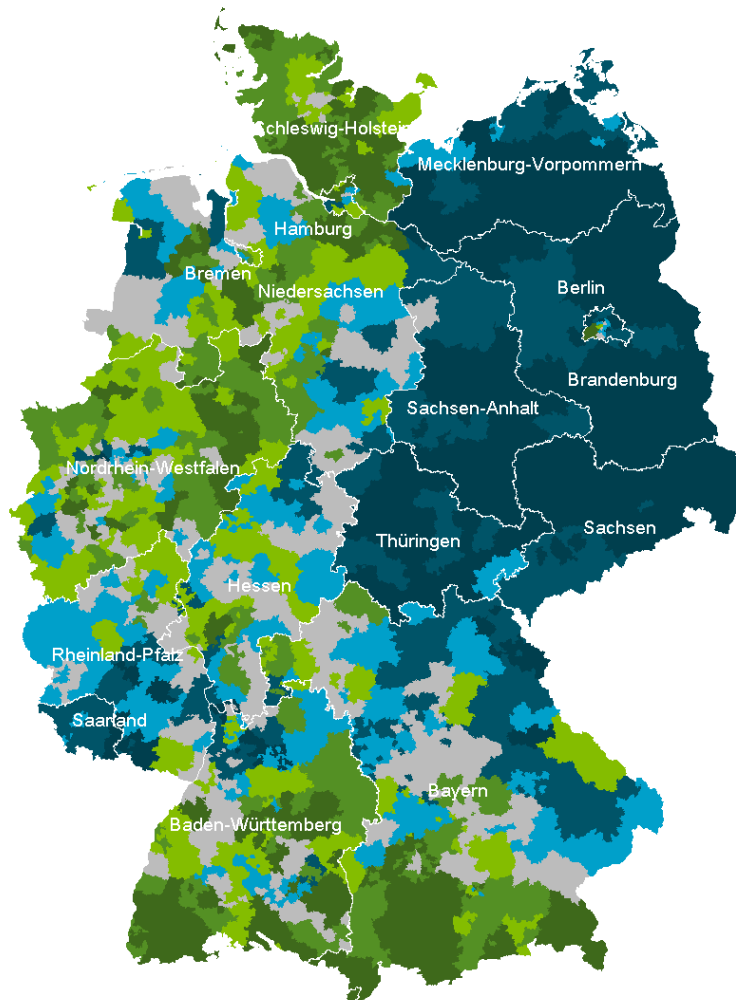 Schleswig-Holstein
Mecklenburg-Vorpommern
Hamburg
Bremen
Niedersachsen
Berlin
Brandenburg
Sachsen-Anhalt
Nordrhein-Westfalen
Sachsen
Thüringen
Hessen
Rheinland-Pfalz
Saarland
Bayern
Baden-Württemberg